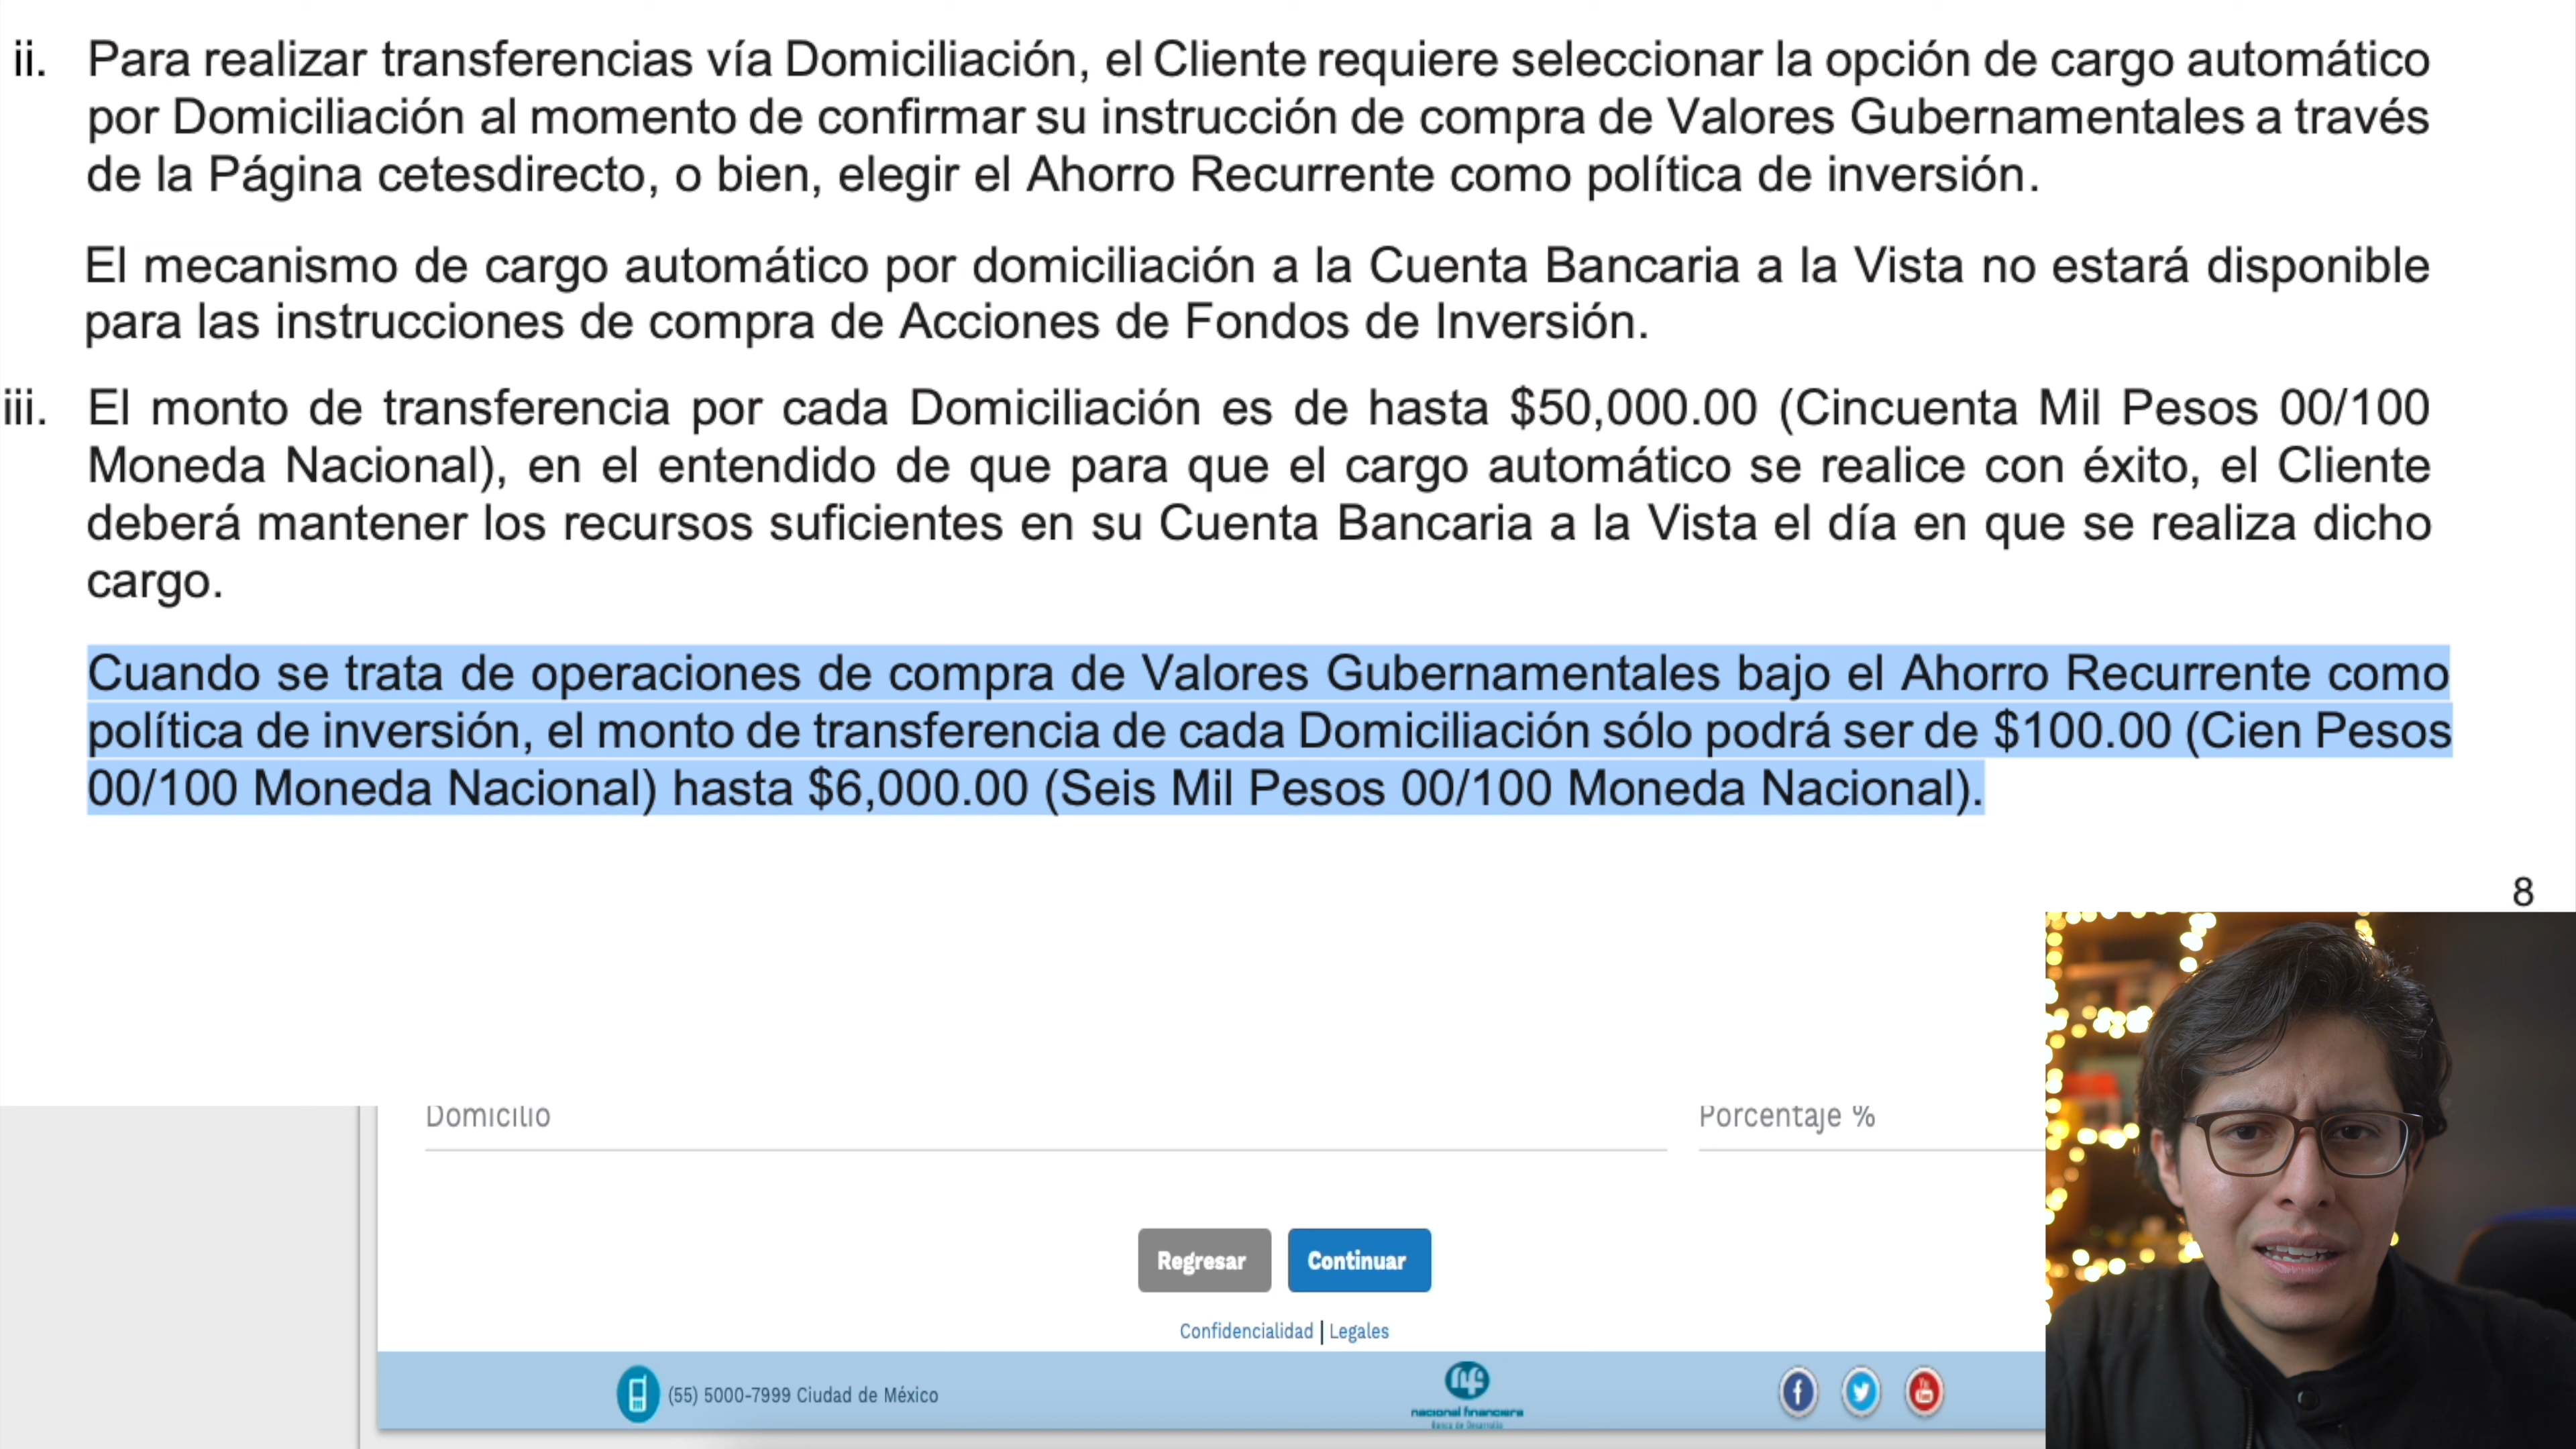 ii. Para realizar transferencias vía Domiciliación, el Cliente requiere seleccionar la opción de cargo automático
por Domiciliación al momento de confirmar su instrucción de compra de Valores Gubernamentales a través
de la Página cetesdirecto, o bien, elegir el Ahorro Recurrente como política de inversión.
El mecanismo de cargo automático por domiciliación a la Cuenta Bancaria a la Vista no estará disponible
para las instrucciones de compra de Acciones de Fondos de Inversión.
iii. El monto de transferencia por cada Domiciliación es de hasta $50,000.00 (Cincuenta Mil Pesos 00/100
Moneda Nacional), en el entendido de que para que el cargo automático se realice con éxito, el Cliente
deberá mantener los recursos suficientes en su Cuenta Bancaria a la Vista el día en que se realiza dicho
cargo.
Cuando se trata de operaciones de compra de Valores Gubernamentales bajo el Ahorro Recurrente como
política de inversión, el monto de transferencia de cada Domiciliación sólo podrá ser de $100.00 (Cien Pesos
00/100 Moneda Nacional) hasta $6,000.00 (Seis Mil Pesos 00/100 Moneda Nacional).
8
Domicilio
Porcentaje %
Regresar
Continuar
Confidencialidad | Legales
(55) 5000-7999 Ciudad de México
nacional financiera
Banca de Desarrollo